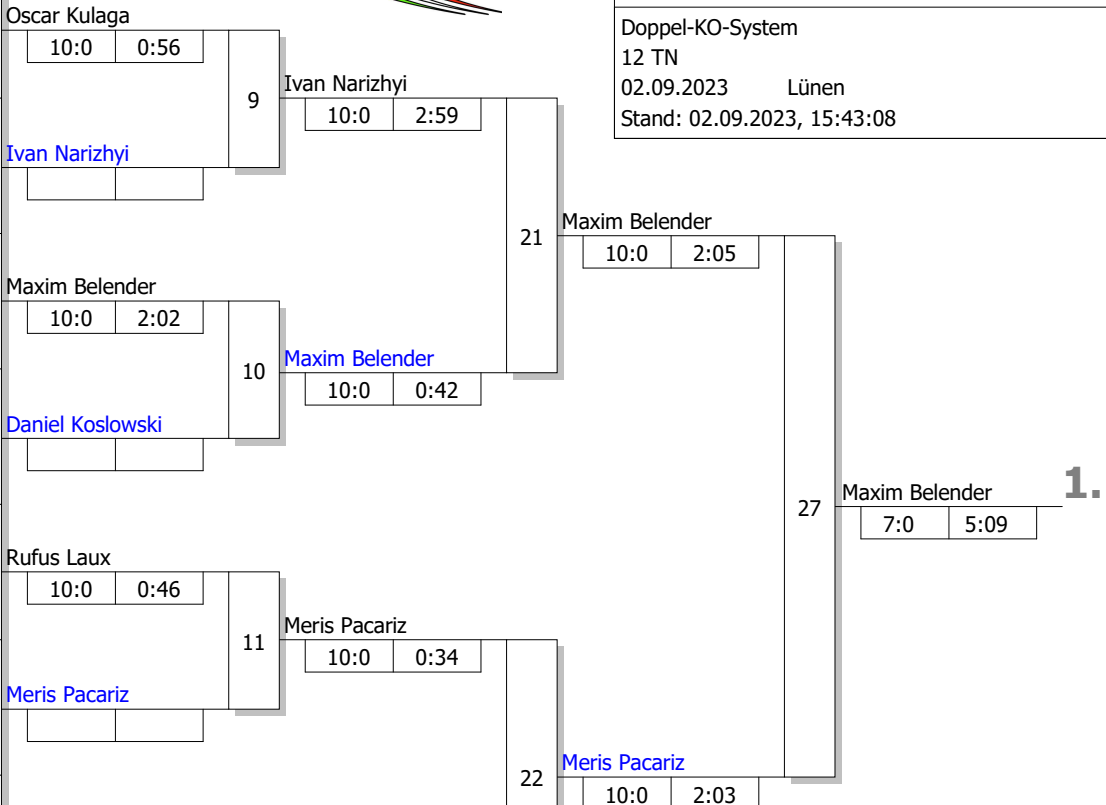 Oscar Kulaga
10:0 0:56
9
Ivan Narizhyi
Ivan Narizhyi
10:0 2:59
Doppel-KO-System
12 TN
02.09.2023 Lünen
Stand: 02.09.2023, 15:43:08
21
Maxim Belender
10:0 2:05
Maxim Belender
10:0 2:02
10
Daniel Koslowski
Maxim Belender
10:0 0:42
27
Maxim Belender
7:0 5:09
1.
Rufus Laux
10:0 0:46
11
Meris Pacariz
Meris Pacariz
10:0 0:34
22
Meris Pacariz
10:0 2:03